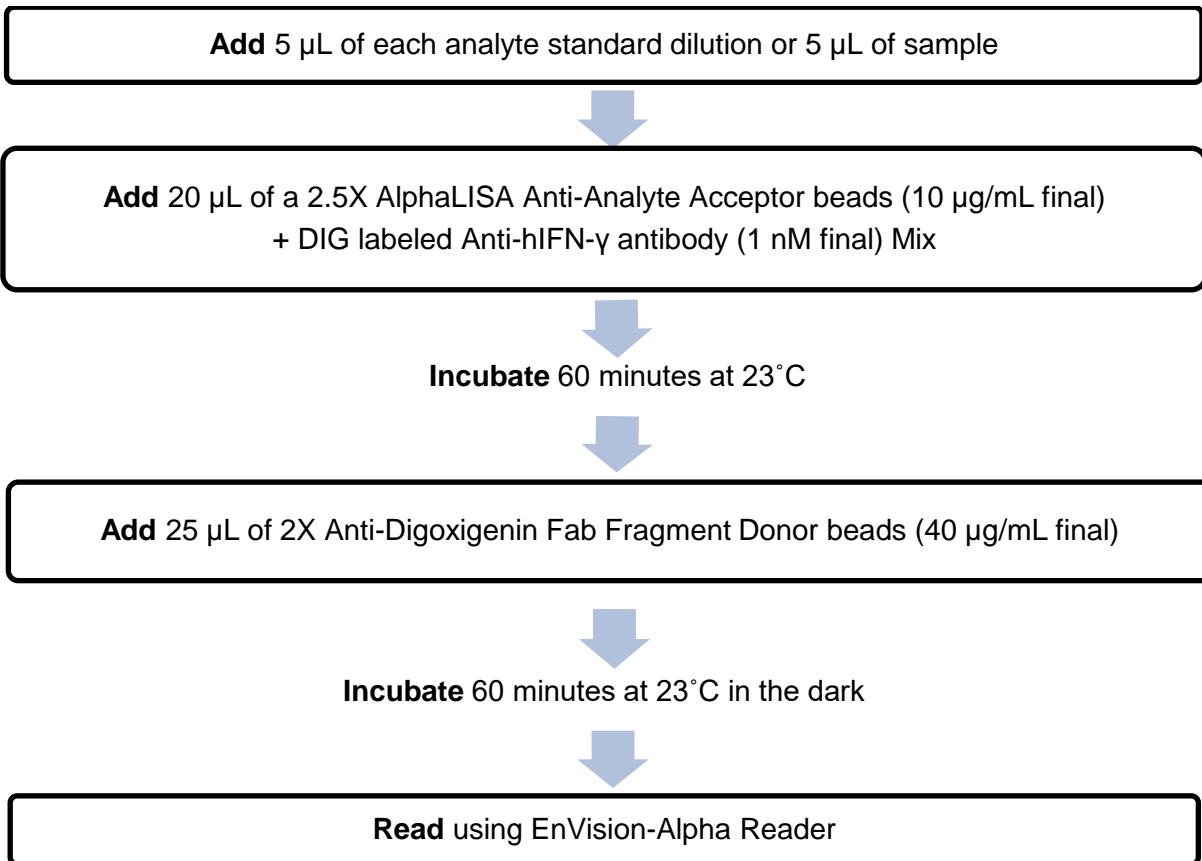 Add 5 µL of each analyte standard dilution or 5 µL of sample
Add 20 µL of a 2.5X AlphaLISA Anti-Analyte Acceptor beads (10 µg/mL final)
+ DIG labeled Anti-hIFN-γ antibody (1 nM final) Mix
Incubate 60 minutes at 23˚C
Add 25 µL of 2X Anti-Digoxigenin Fab Fragment Donor beads (40 µg/mL final)
Incubate 60 minutes at 23˚C in the dark
Read using EnVision-Alpha Reader